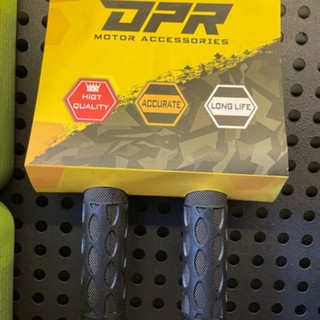 DPR
MOTOR ACCESSORIES
HIGT
QUALITY
ACCURATE
LONG LIFE